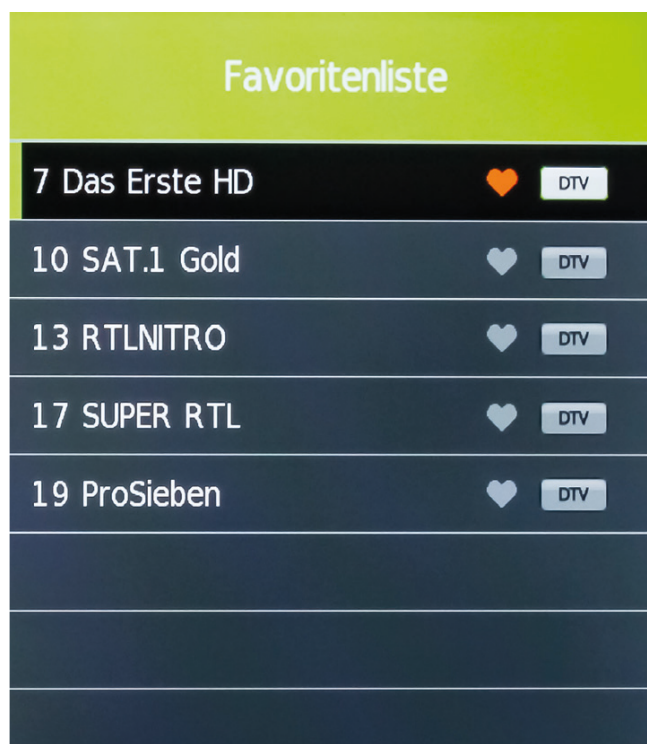 Favoritenliste
7 Das Erste HD DTV
10 SAT.1 Gold DTV
13 RTLNITRO DTV
17 SUPER RTL DTV
19 ProSieben DTV